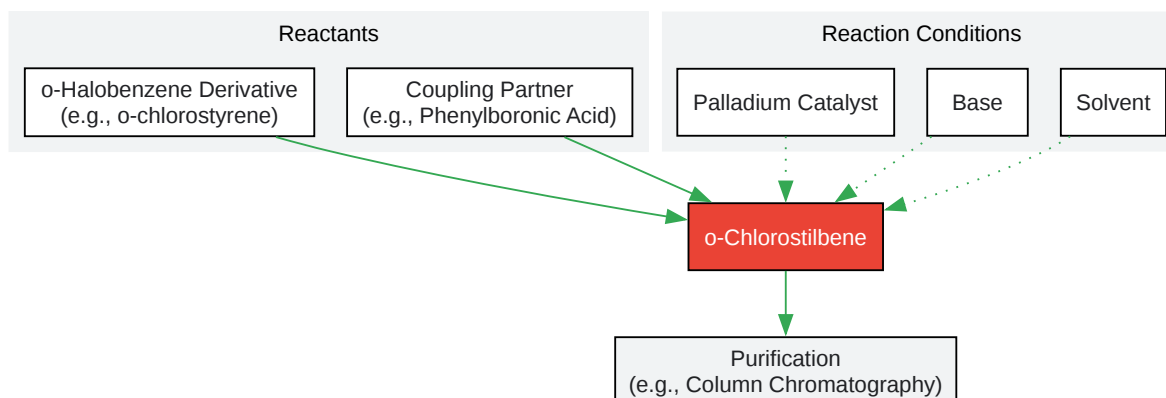 Reactants
Reaction Conditions
o-Halobenzene Derivative
(e.g., o-chlorostyrene)
Coupling Partner
(e.g., Phenylboronic Acid)
Palladium Catalyst
Base
Solvent
o-Chlorostilbene
Purification
(e.g., Column Chromatography)